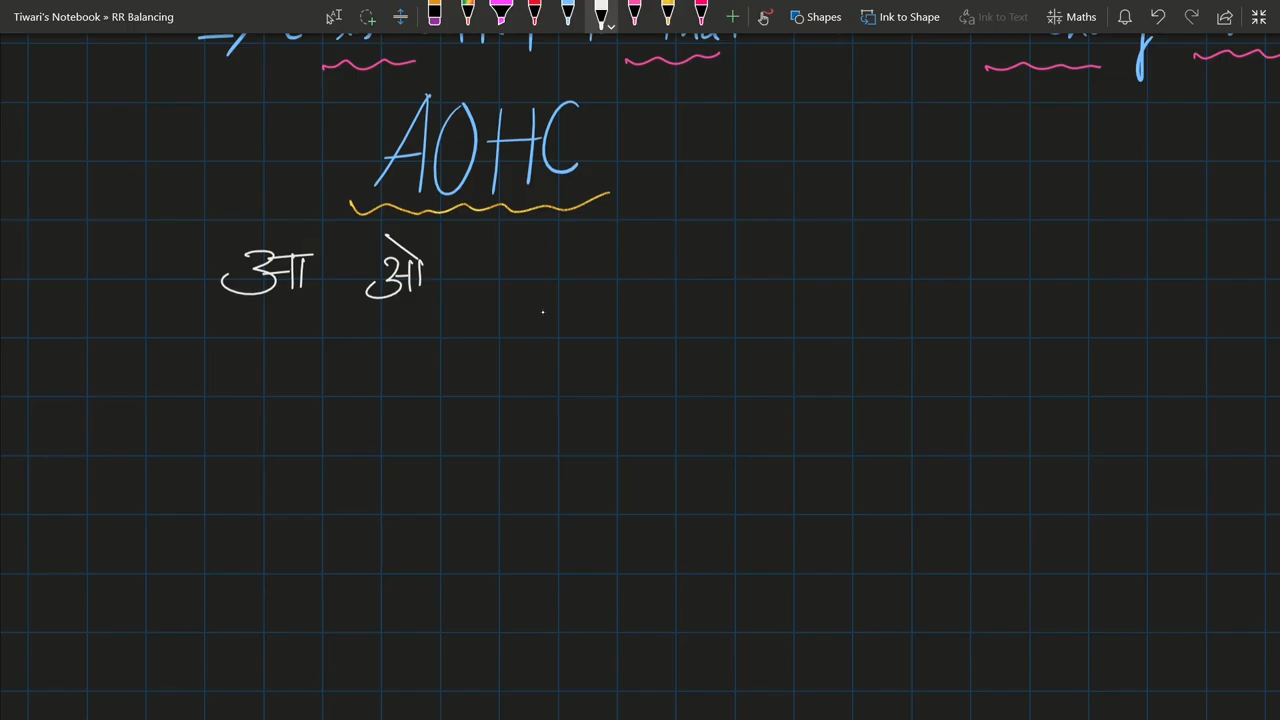 Tiwari's Notebook » RR Balancing
Shapes
Ink to Shape
Ink to Text
Maths
AOHC
आ ओ